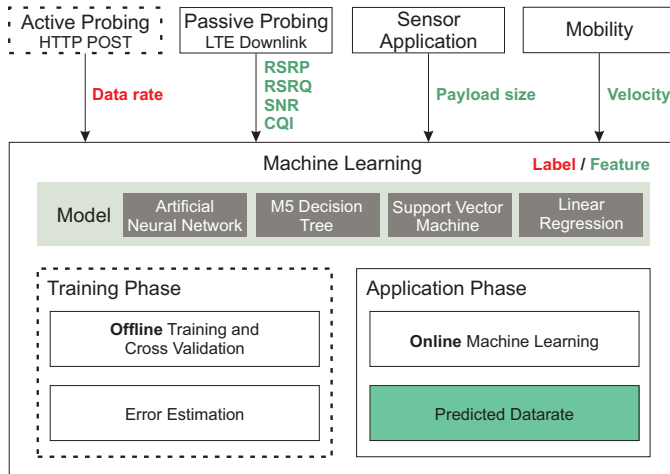 Active Probing
HTTP POST
Passive Probing
LTE Downlink
Sensor
Application
Mobility
Data rate
RSRP
RSRQ
SNR
CQI
Payload size
Velocity
Machine Learning
Label / Feature
Model
Artificial
Neural Network
M5 Decision
Tree
Support Vector
Machine
Linear
Regression
Training Phase
Offline Training and
Cross Validation
Error Estimation
Application Phase
Online Machine Learning
Predicted Datarate